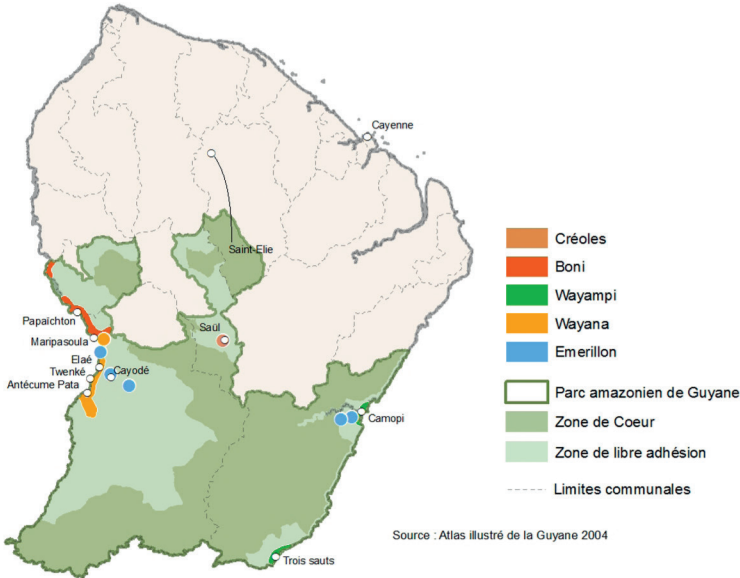 Cayenne
Saint-Elie
Papaïchton
Saül
Maripasoula
Elaé
Twenké
Cayodé
Antécume Pata
Camopi
Trois sauts
Créoles
Boni
Wayampi
Wayana
Emerillon
Parc amazonien de Guyane
Zone de Coeur
Zone de libre adhésion
Limites communales
Source : Atlas illustré de la Guyane 2004